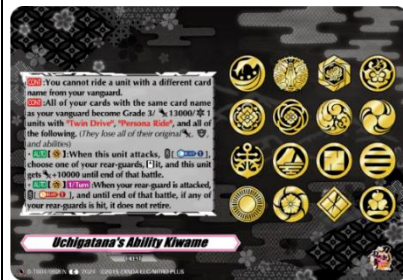 CONT:You cannot ride a unit with a different card
name from your vanguard.
CONT:All of your cards with the same card name
as your vanguard become Grade 3/ 13000/ 1
units with "Twin Drive", "Persona Ride", and all of
the following. (They lose all of their original , ,
and abilities)
・AUTO【 】:When this unit attacks, [ ],
choose one of your rear-guards, it, and this unit
gets +10000 until end of that battle.
・AUTO【 】1/Turn:When your rear-guard is attacked,
[ ], and until end of that battle, if any of
your rear-guards is hit, it does not retire.
Uchigatana's Ability Kiwame